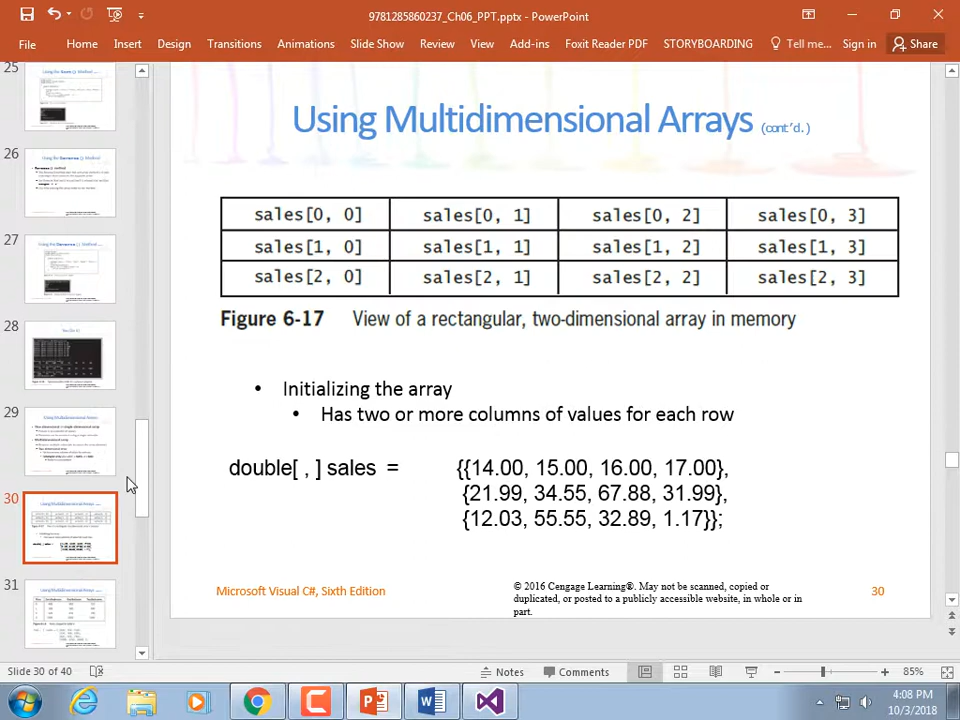 9781285860237_Ch06_PPT.pptx - PowerPoint
File Home Insert Design Transitions Animations Slide Show Review View Add-ins Foxit Reader PDF STORYBOARDING Tell me... Sign in Share
25
26
27
28
29
30
31
Using Multidimensional Arrays (cont'd.)
sales[0, 0] sales[0, 1] sales[0, 2] sales[0, 3]
sales[1, 0] sales[1, 1] sales[1, 2] sales[1, 3]
sales[2, 0] sales[2, 1] sales[2, 2] sales[2, 3]
Figure 6-17 View of a rectangular, two-dimensional array in memory
• Initializing the array
• Has two or more columns of values for each row
double[ , ] sales = {{14.00, 15.00, 16.00, 17.00},
{21.99, 34.55, 67.88, 31.99},
{12.03, 55.55, 32.89, 1.17}};
Microsoft Visual C#, Sixth Edition
© 2016 Cengage Learning®. May not be scanned, copied or
duplicated, or posted to a publicly accessible website, in whole or in
part.
30
Slide 30 of 40 Notes Comments 85%
4:08 PM
10/3/2018